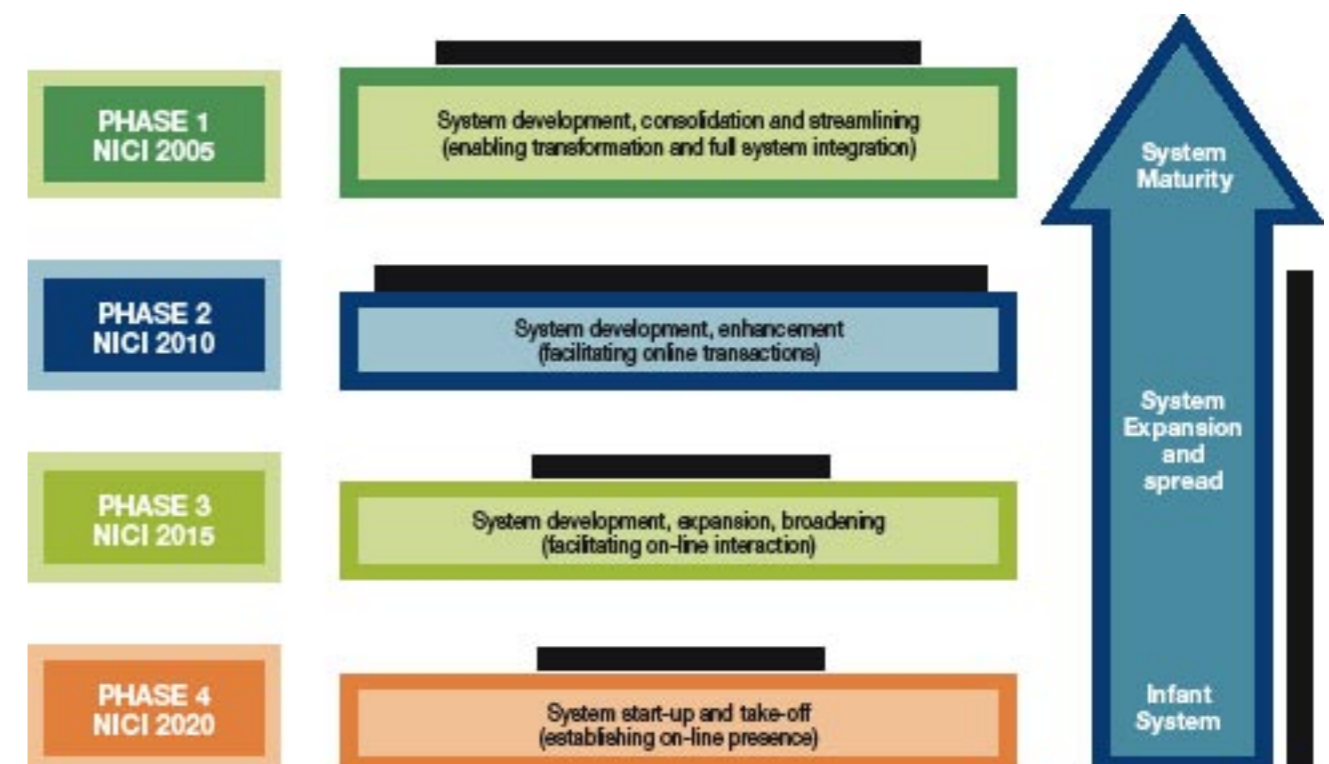 PHASE 1
NICI 2005
System development, consolidation and streamlining
(enabling transformation and full system integration)
System
Maturity
PHASE 2
NICI 2010
System development, enhancement
(facilitating online transactions)
System
Expansion
and
spread
PHASE 3
NICI 2015
System development, expansion, broadening
(facilitating on-line interaction)
PHASE 4
NICI 2020
System start-up and take-off
(establishing on-line presence)
Infant
System